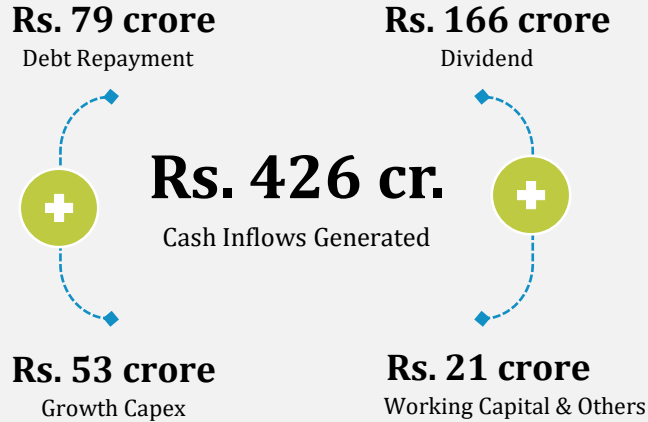 Rs. 79 crore
Debt Repayment
Rs. 166 crore
Dividend
Rs. 426 cr.
Cash Inflows Generated
Rs. 53 crore
Growth Capex
Rs. 21 crore
Working Capital & Others